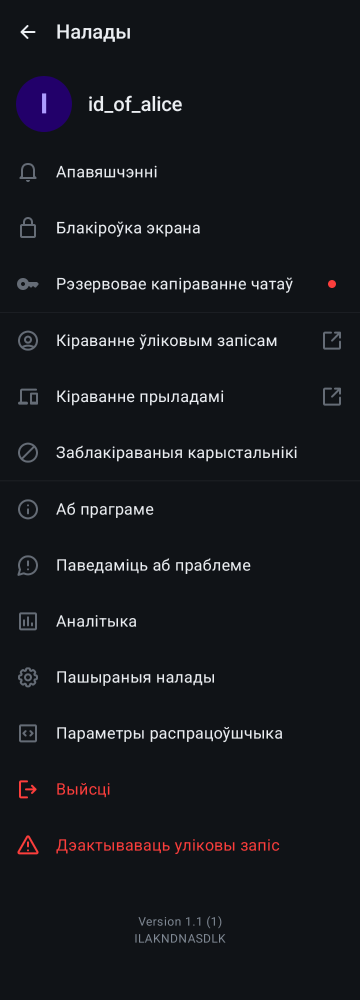 Налады
I
id_of_alice
Апавяшчэнні
Блакіроўка экрана
Рэзервовае капіраванне чатаў
Кіраванне ўліковым запісам
Кіраванне прыладамі
Заблакіраваныя карыстальнікі
Аб праграме
Паведаміць аб праблеме
Аналітыка
Пашыраныя налады
Параметры распрацоўшчыка
Выйсці
Дэактываваць уліковы запіс
Version 1.1 (1)
ILAKNDNASDLK